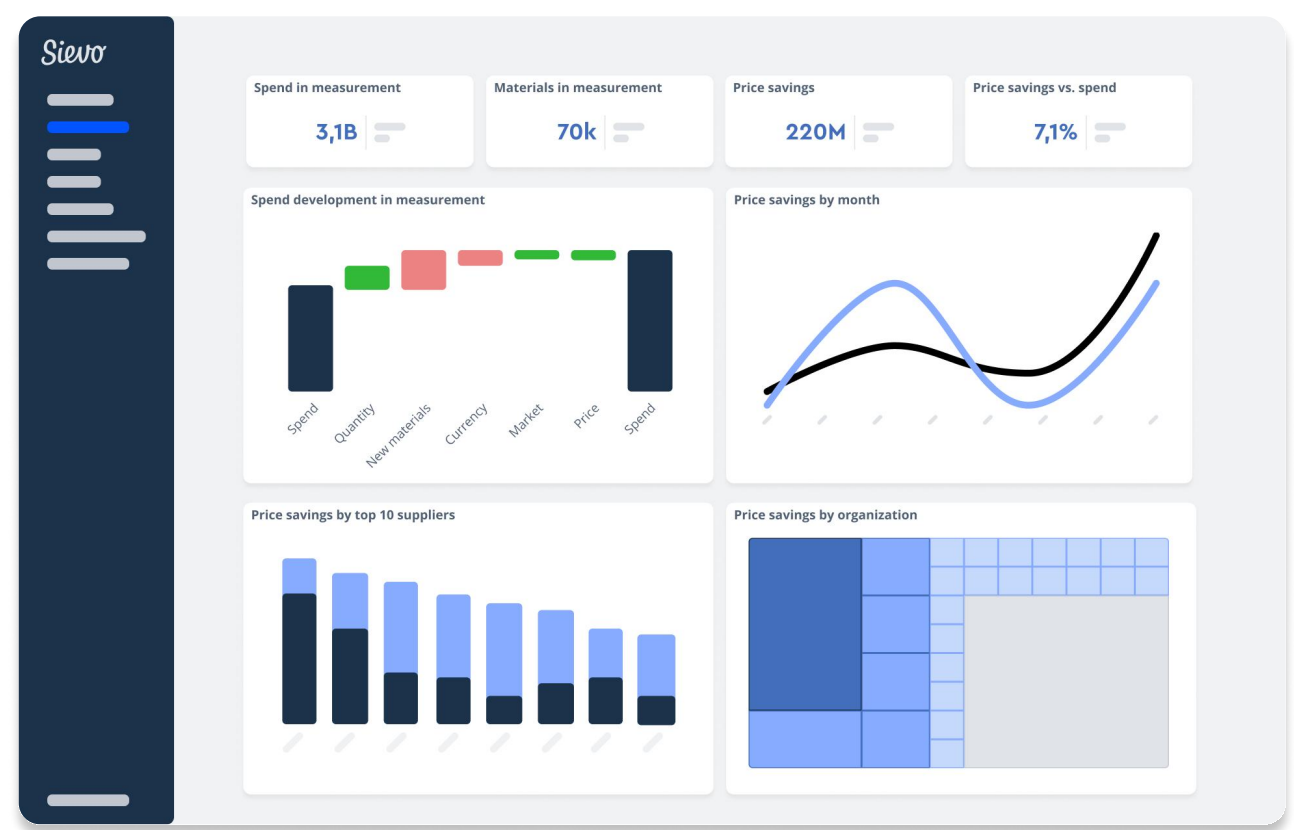 Sievo
Spend in measurement
3,1B
Materials in measurement
70k
Price savings
220M
Price savings vs. spend
7,1%
Spend development in measurement
Spend
Quantity
New materials
Currency
Market
Price
Spend
Price savings by month
Price savings by top 10 suppliers
Price savings by organization